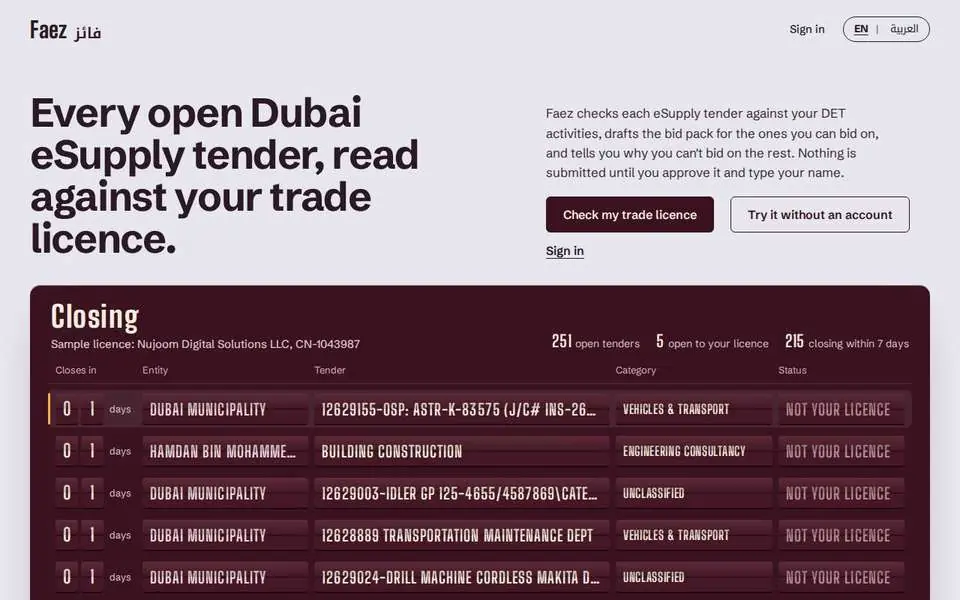 Faez فائز
Sign in
EN | العربية
Every open Dubai
eSupply tender, read
against your trade
licence.
Faez checks each eSupply tender against your DET
activities, drafts the bid pack for the ones you can bid on,
and tells you why you can't bid on the rest. Nothing is
submitted until you approve it and type your name.
Check my trade licence
Try it without an account
Sign in
Closing
Sample licence: Nujoom Digital Solutions LLC, CN-1043987
251 open tenders 5 open to your licence 215 closing within 7 days
Closes in Entity Tender Category Status
0 1 days DUBAI MUNICIPALITY 12629155-OSP: ASTR-K-83575 (J/C# INS-26... VEHICLES & TRANSPORT NOT YOUR LICENCE
0 1 days HAMDAN BIN MOHAMME... BUILDING CONSTRUCTION ENGINEERING CONSULTANCY NOT YOUR LICENCE
0 1 days DUBAI MUNICIPALITY 12629003-IDLER GP 125-4655/4587869\CATE... UNCLASSIFIED NOT YOUR LICENCE
0 1 days DUBAI MUNICIPALITY 12628889 TRANSPORTATION MAINTENANCE DEPT VEHICLES & TRANSPORT NOT YOUR LICENCE
0 1 days DUBAI MUNICIPALITY 12629024-DRILL MACHINE CORDLESS MAKITA D... UNCLASSIFIED NOT YOUR LICENCE